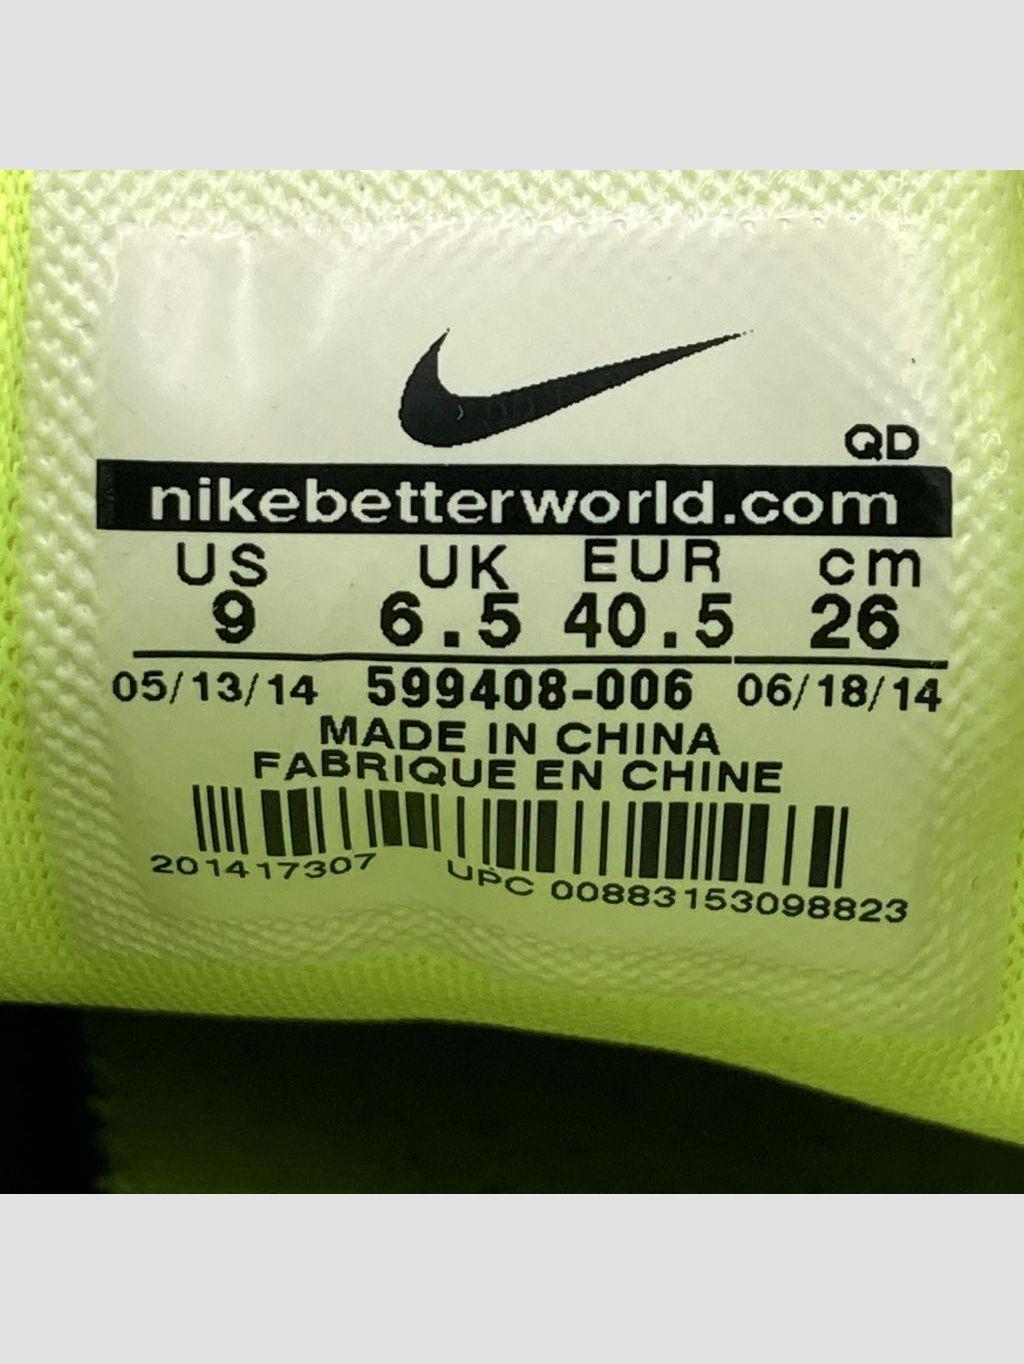 QD
nikebetterworld.com
US UK EUR cm
9 6.5 40.5 26
05/13/14 599408-006 06/18/14
MADE IN CHINA
FABRIQUE EN CHINE
201417307 UPC 00883153098823